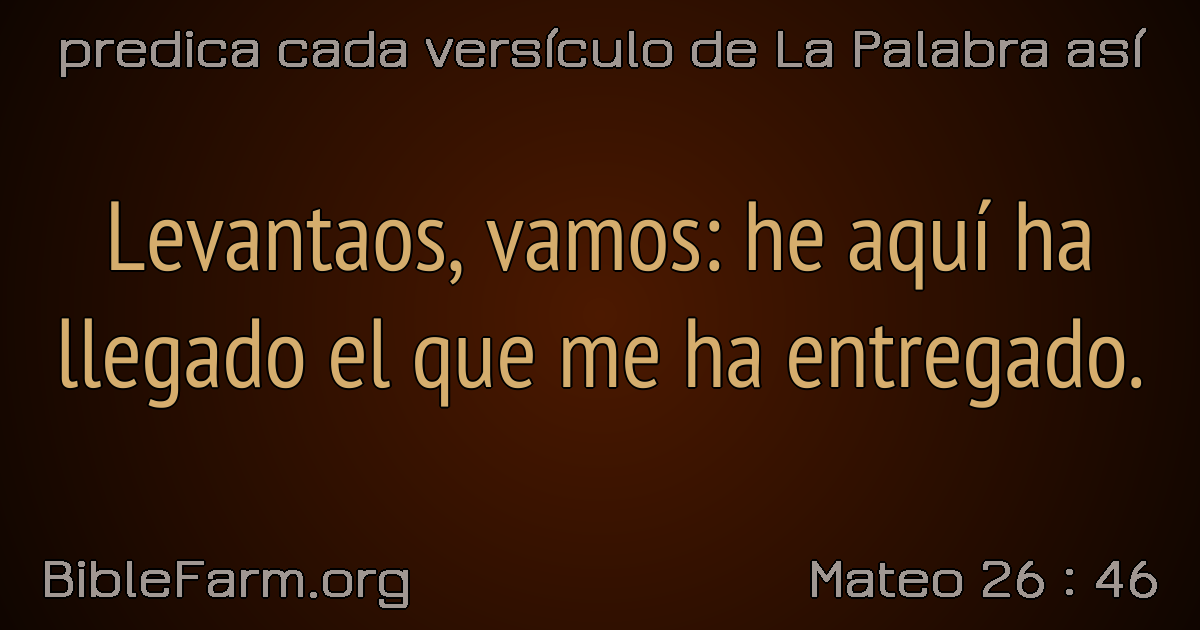 predica cada versículo de La Palabra así
Levantaos, vamos: he aquí ha
llegado el que me ha entregado.
BibleFarm.org
Mateo 26 : 46